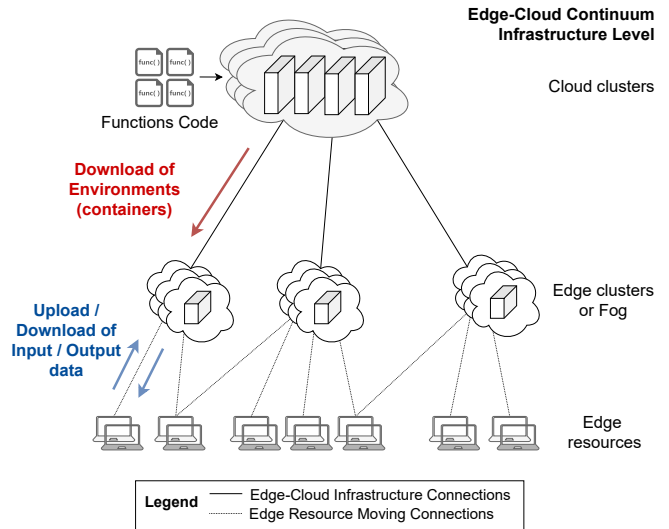 Edge-Cloud Continuum
Infrastructure Level
func( )
func( )
func( )
func( )
Functions Code
Cloud clusters
Download of
Environments
(containers)
Edge clusters
or Fog
Upload /
Download of
Input / Output
data
Edge
resources
Legend
Edge-Cloud Infrastructure Connections
Edge Resource Moving Connections